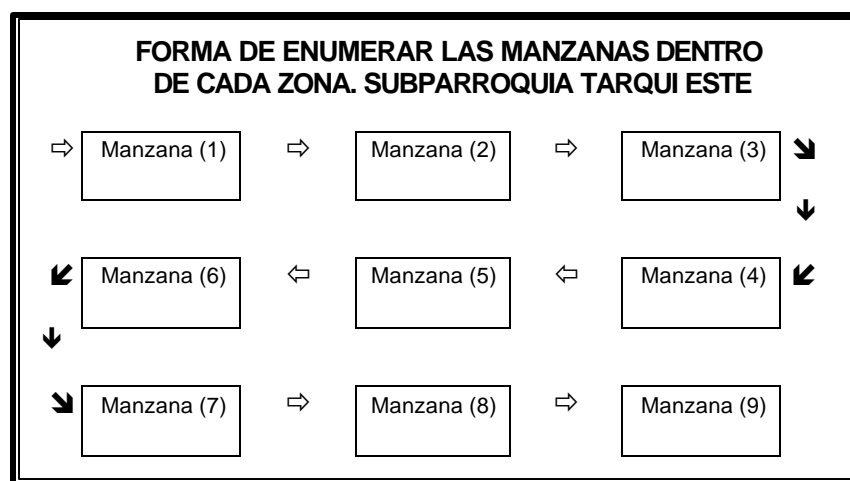 FORMA DE ENUMERAR LAS MANZANAS DENTRO
DE CADA ZONA. SUBPARROQUIA TARQUI ESTE
Manzana (1)
Manzana (2)
Manzana (3)
Manzana (6)
Manzana (5)
Manzana (4)
Manzana (7)
Manzana (8)
Manzana (9)